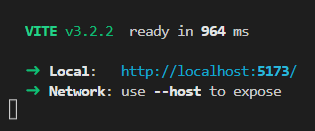 VITE v3.2.2 ready in 964 ms
➜ Local: http://localhost:5173/
➜ Network: use --host to expose